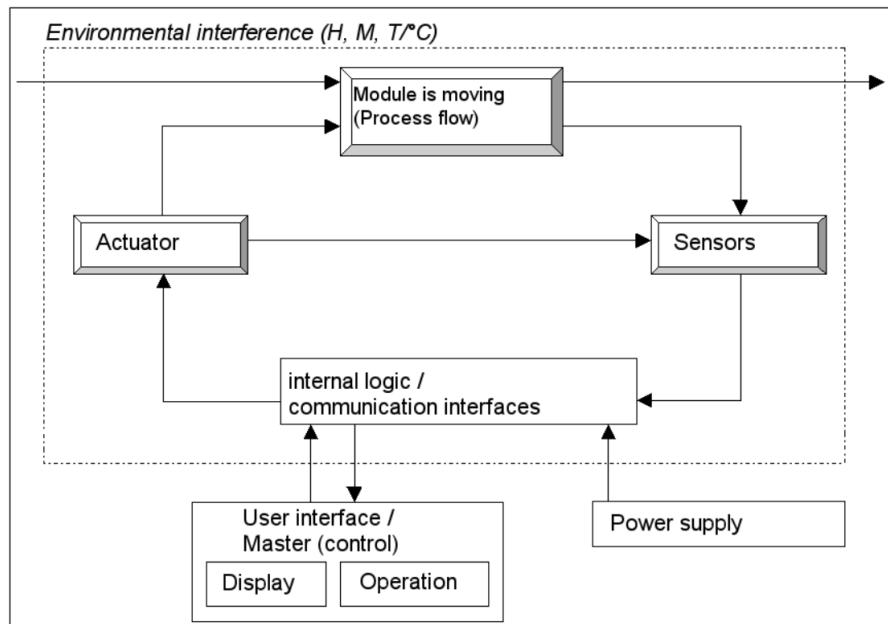 Environmental interference (H, M, T/°C)
Module is moving
(Process flow)
Actuator
Sensors
internal logic /
communication interfaces
User interface /
Master (control)
Display
Operation
Power supply